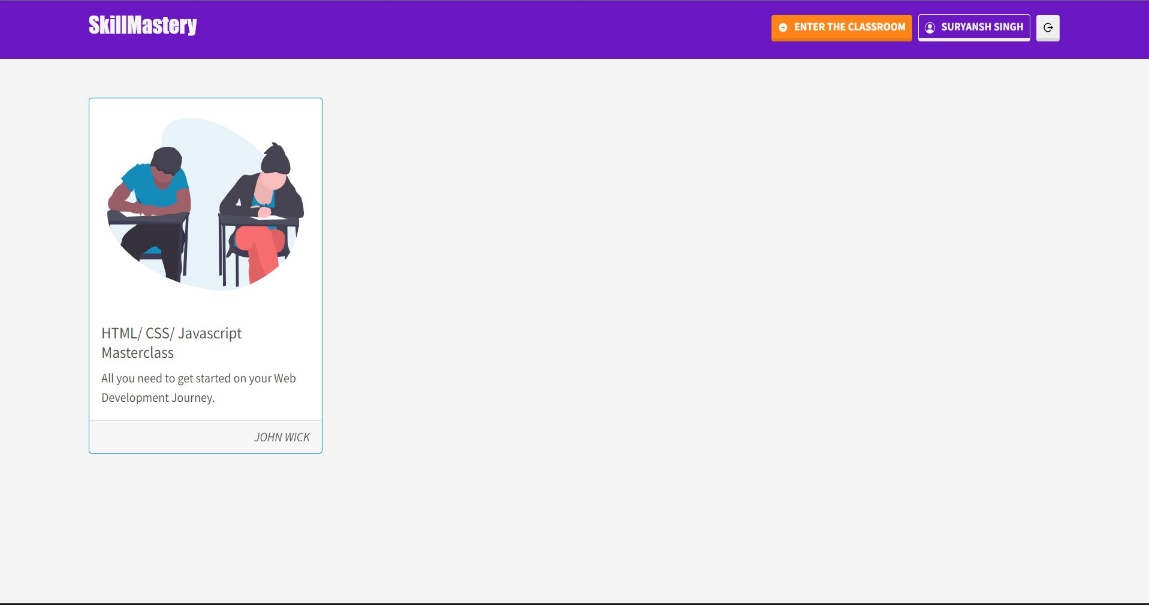 SkillMastery
ENTER THE CLASSROOM
SURYANSH SINGH
HTML/ CSS/ Javascript
Masterclass
All you need to get started on your Web
Development Journey.
JOHN WICK